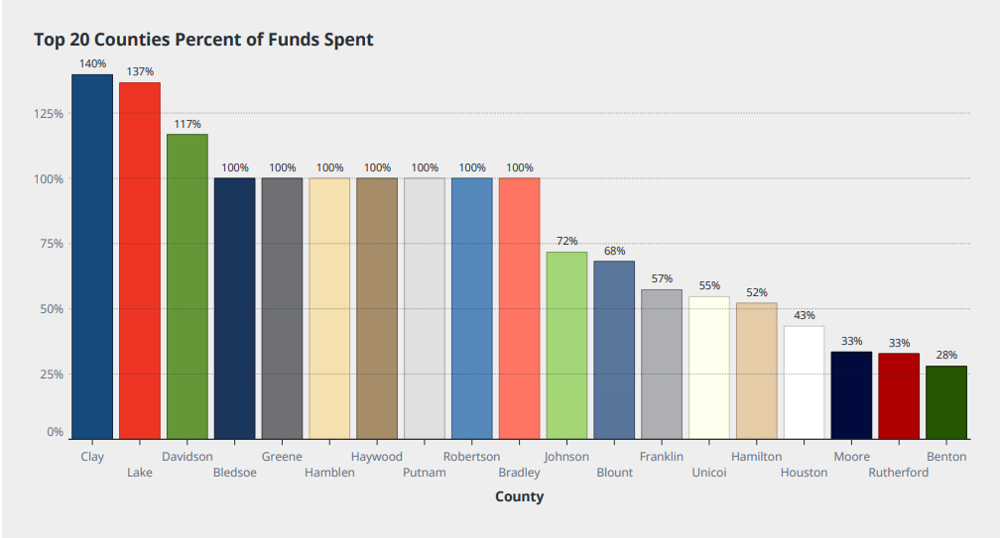 Top 20 Counties Percent of Funds Spent
140%
137%
117%
100%
100%
100%
100%
100%
100%
100%
72%
68%
57%
55%
52%
43%
33%
33%
28%
125%
100%
75%
50%
25%
0%
Clay
Lake
Davidson
Bledsoe
Greene
Hamblen
Haywood
Putnam
Robertson
Bradley
Johnson
Blount
Franklin
Unicoi
Hamilton
Houston
Moore
Rutherford
Benton
County